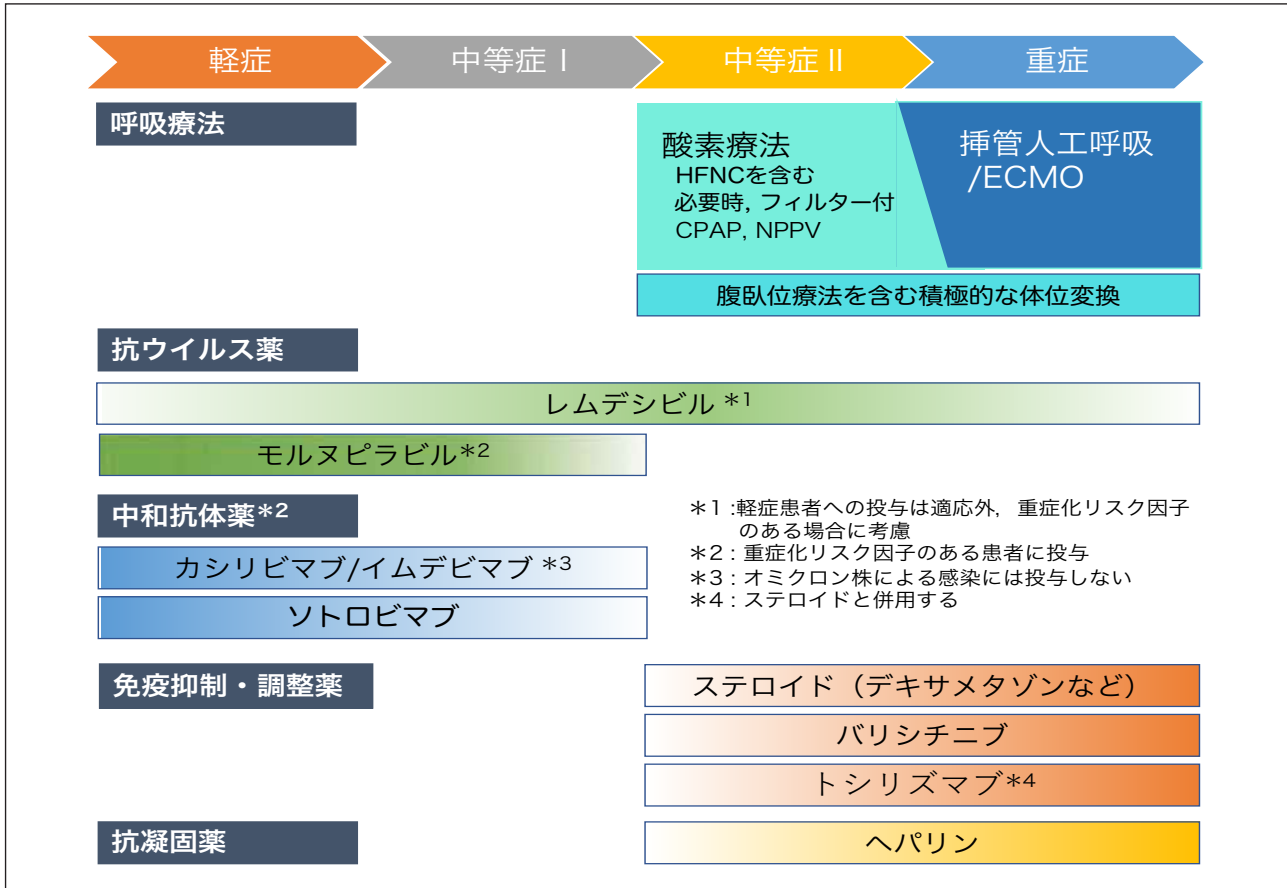 軽症
中等症 I
中等症 II
重症
呼吸療法
酸素療法
HFNCを含む
必要時, フィルター付
CPAP, NPPV
挿管人工呼吸
/ECMO
腹臥位療法を含む積極的な体位変換
抗ウイルス薬
レムデシビル *1
モルヌピラビル*2
中和抗体薬*2
カシリビマブ/イムデビマブ *3
ソトロビマブ
*1 :軽症患者への投与は適応外，重症化リスク因子
のある場合に考慮
*2 : 重症化リスク因子のある患者に投与
*3 : オミクロン株による感染には投与しない
*4 : ステロイドと併用する
免疫抑制・調整薬
ステロイド（デキサメタゾンなど）
バリシチニブ
トシリズマブ*4
抗凝固薬
ヘパリン